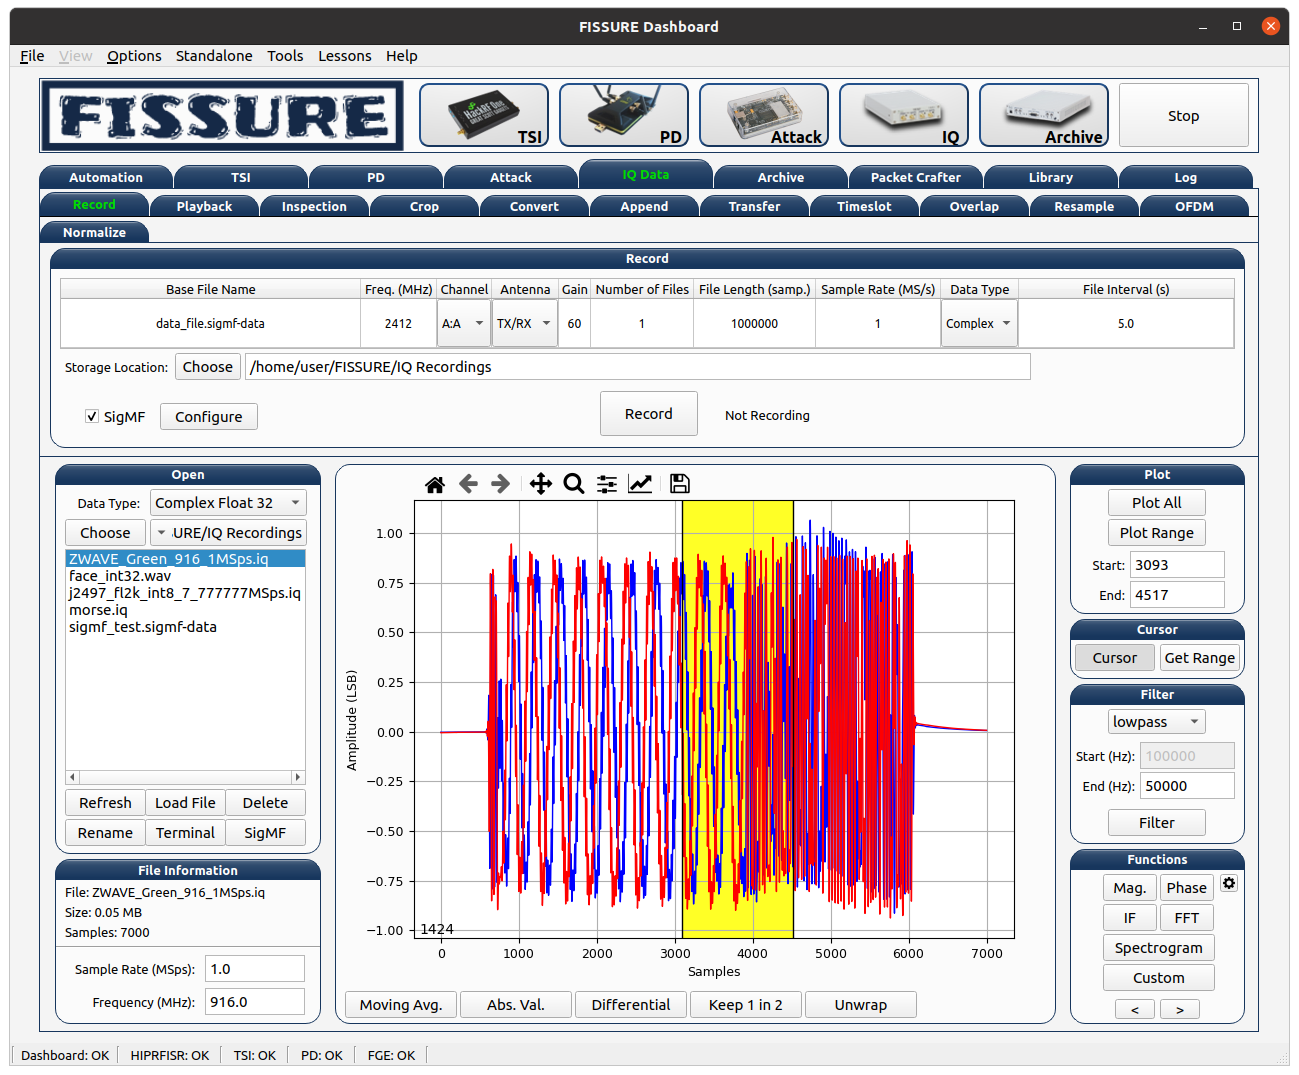 FISSURE Dashboard
File View Options Standalone Tools Lessons Help
FISSURE
HackRF One
GREAT SCOTT GADGETS
TSI PD Attack IQ Archive Stop
Automation TSI PD Attack IQ Data Archive Packet Crafter Library Log
Record Playback Inspection Crop Convert Append Transfer Timeslot Overlap Resample OFDM
Normalize
Record
Base File Name Freq. (MHz) Channel Antenna Gain Number of Files File Length (samp.) Sample Rate (MS/s) Data Type File Interval (s)
data_file.sigmf-data 2412 A:A TX/RX 60 1 1000000 1 Complex 5.0
Storage Location: Choose /home/user/FISSURE/IQ Recordings
SigMF Configure Record Not Recording
Open
Data Type: Complex Float 32
Choose SURE/IQ Recordings
ZWAVE_Green_916_1MSps.iq
face_int32.wav
j2497_fl2k_int8_7_777777MSps.iq
morse.iq
sigmf_test.sigmf-data
Refresh Load File Delete
Rename Terminal SigMF
File Information
File: ZWAVE_Green_916_1MSps.iq
Size: 0.05 MB
Samples: 7000
Sample Rate (MSps): 1.0
Frequency (MHz): 916.0
Amplitude (LSB)
1.00
0.75
0.50
0.25
0.00
−0.25
−0.50
−0.75
−1.00
1424
0 1000 2000 3000 4000 5000 6000 7000
Samples
Moving Avg. Abs. Val. Differential Keep 1 in 2 Unwrap
Plot
Plot All
Plot Range
Start: 3093
End: 4517
Cursor
Cursor Get Range
Filter
lowpass
Start (Hz): 100000
End (Hz): 50000
Filter
Functions
Mag. Phase
IF FFT
Spectrogram
Custom
< >
Dashboard: OK HIPRFISR: OK TSI: OK PD: OK FGE: OK